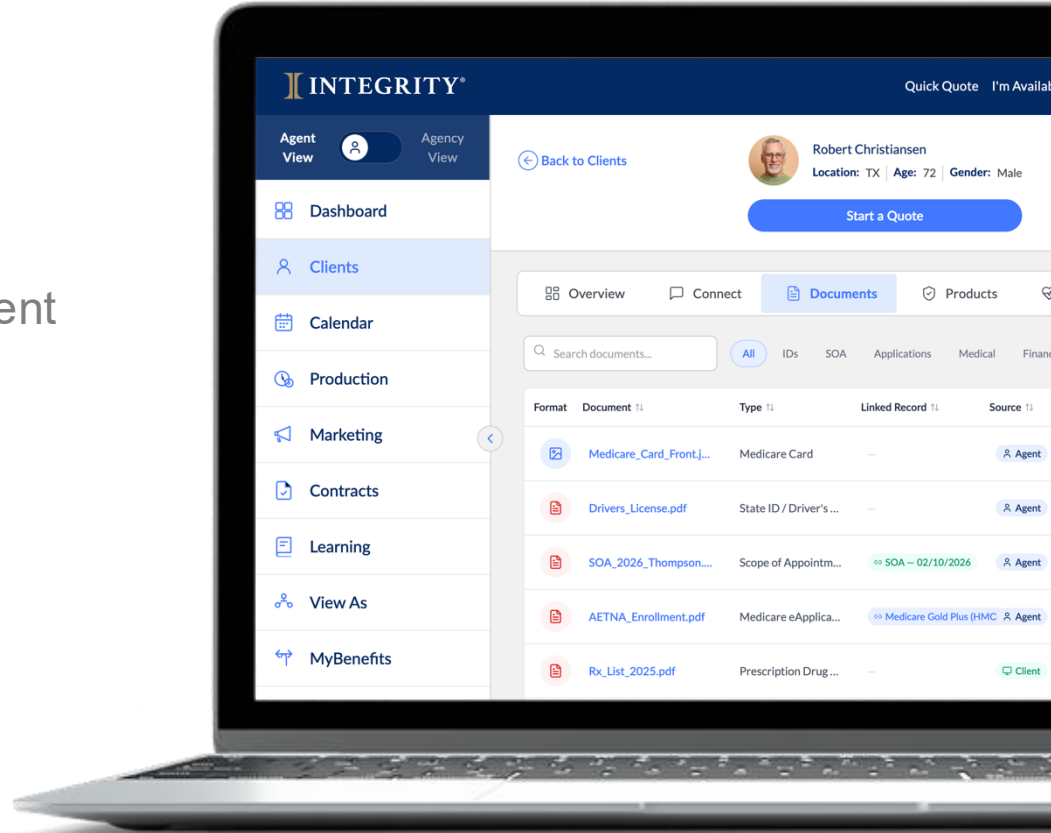 INTEGRITY®
Quick Quote I'm Availab
Agent View
Agency View
Back to Clients
Robert Christiansen
Location: TX Age: 72 Gender: Male
Start a Quote
Dashboard
Clients
Calendar
Production
Marketing
Contracts
Learning
View As
MyBenefits
ent
Overview Connect Documents Products
Search documents... All IDs SOA Applications Medical Financ
Format Document Type Linked Record Source
Medicare_Card_Front.j... Medicare Card – Agent
Drivers_License.pdf State ID / Driver's ... – Agent
SOA_2026_Thompson.... Scope of Appointm... SOA – 02/10/2026 Agent
AETNA_Enrollment.pdf Medicare eApplica... Medicare Gold Plus (HMC Agent
Rx_List_2025.pdf Prescription Drug ... – Client